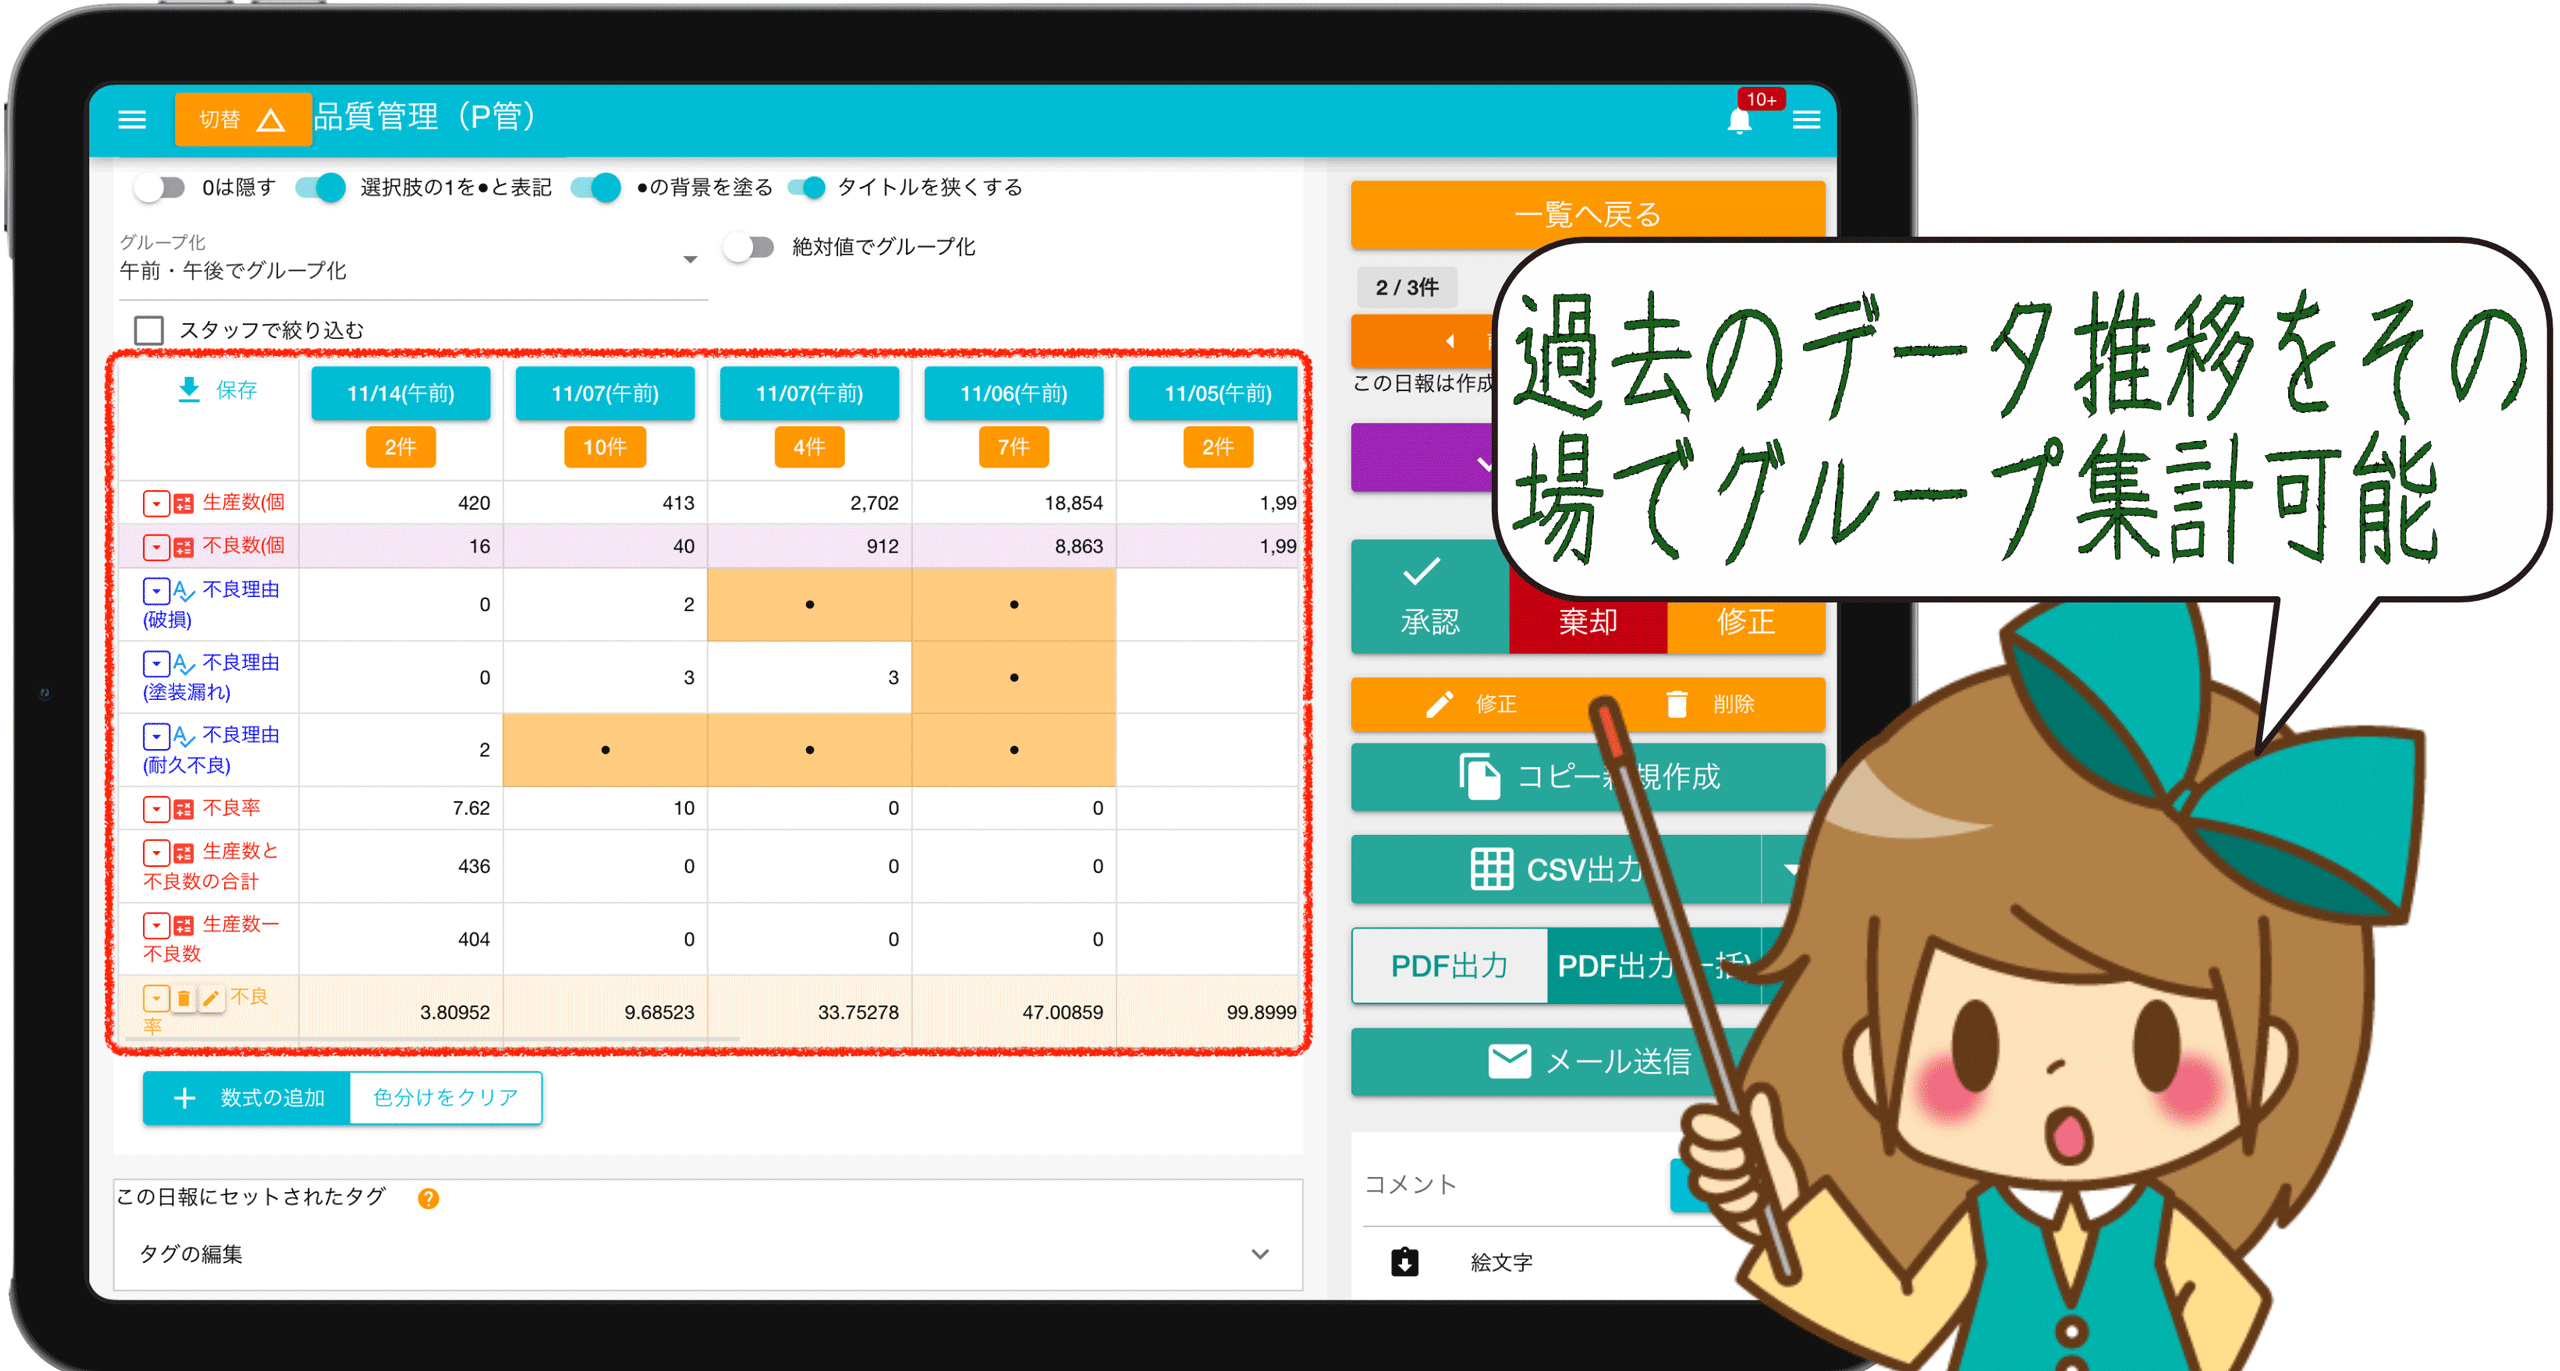 切替 品質管理（P管） 10+
0は隠す 選択肢の1を●と表記 ●の背景を塗る タイトルを狭くする
グループ化
午前・午後でグループ化 絶対値でグループ化
スタッフで絞り込む
保存 11/14(午前) 11/07(午前) 11/07(午前) 11/06(午前) 11/05(午前)
2件 10件 4件 7件 2件
生産数(個 420 413 2,702 18,854 1,99
不良数(個 16 40 912 8,863 1,99
不良理由
(破損) 0 2 ● ●
不良理由
(塗装漏れ) 0 3 3 ●
不良理由
(耐久不良) 2 ● ● ●
不良率 7.62 10 0 0
生産数と
不良数の合計 436 0 0 0
生産数ー
不良数 404 0 0 0
不良
率 3.80952 9.68523 33.75278 47.00859 99.8999
数式の追加 色分けをクリア
この日報にセットされたタグ ?
タグの編集
一覧へ戻る
2 / 3件
この日報は作成
承認 棄却 修正
修正 削除
コピー新規作成
CSV出力
PDF出力 PDF出力 一括)
メール送信
コメント
絵文字
過去のデータ推移をその
場でグループ集計可能